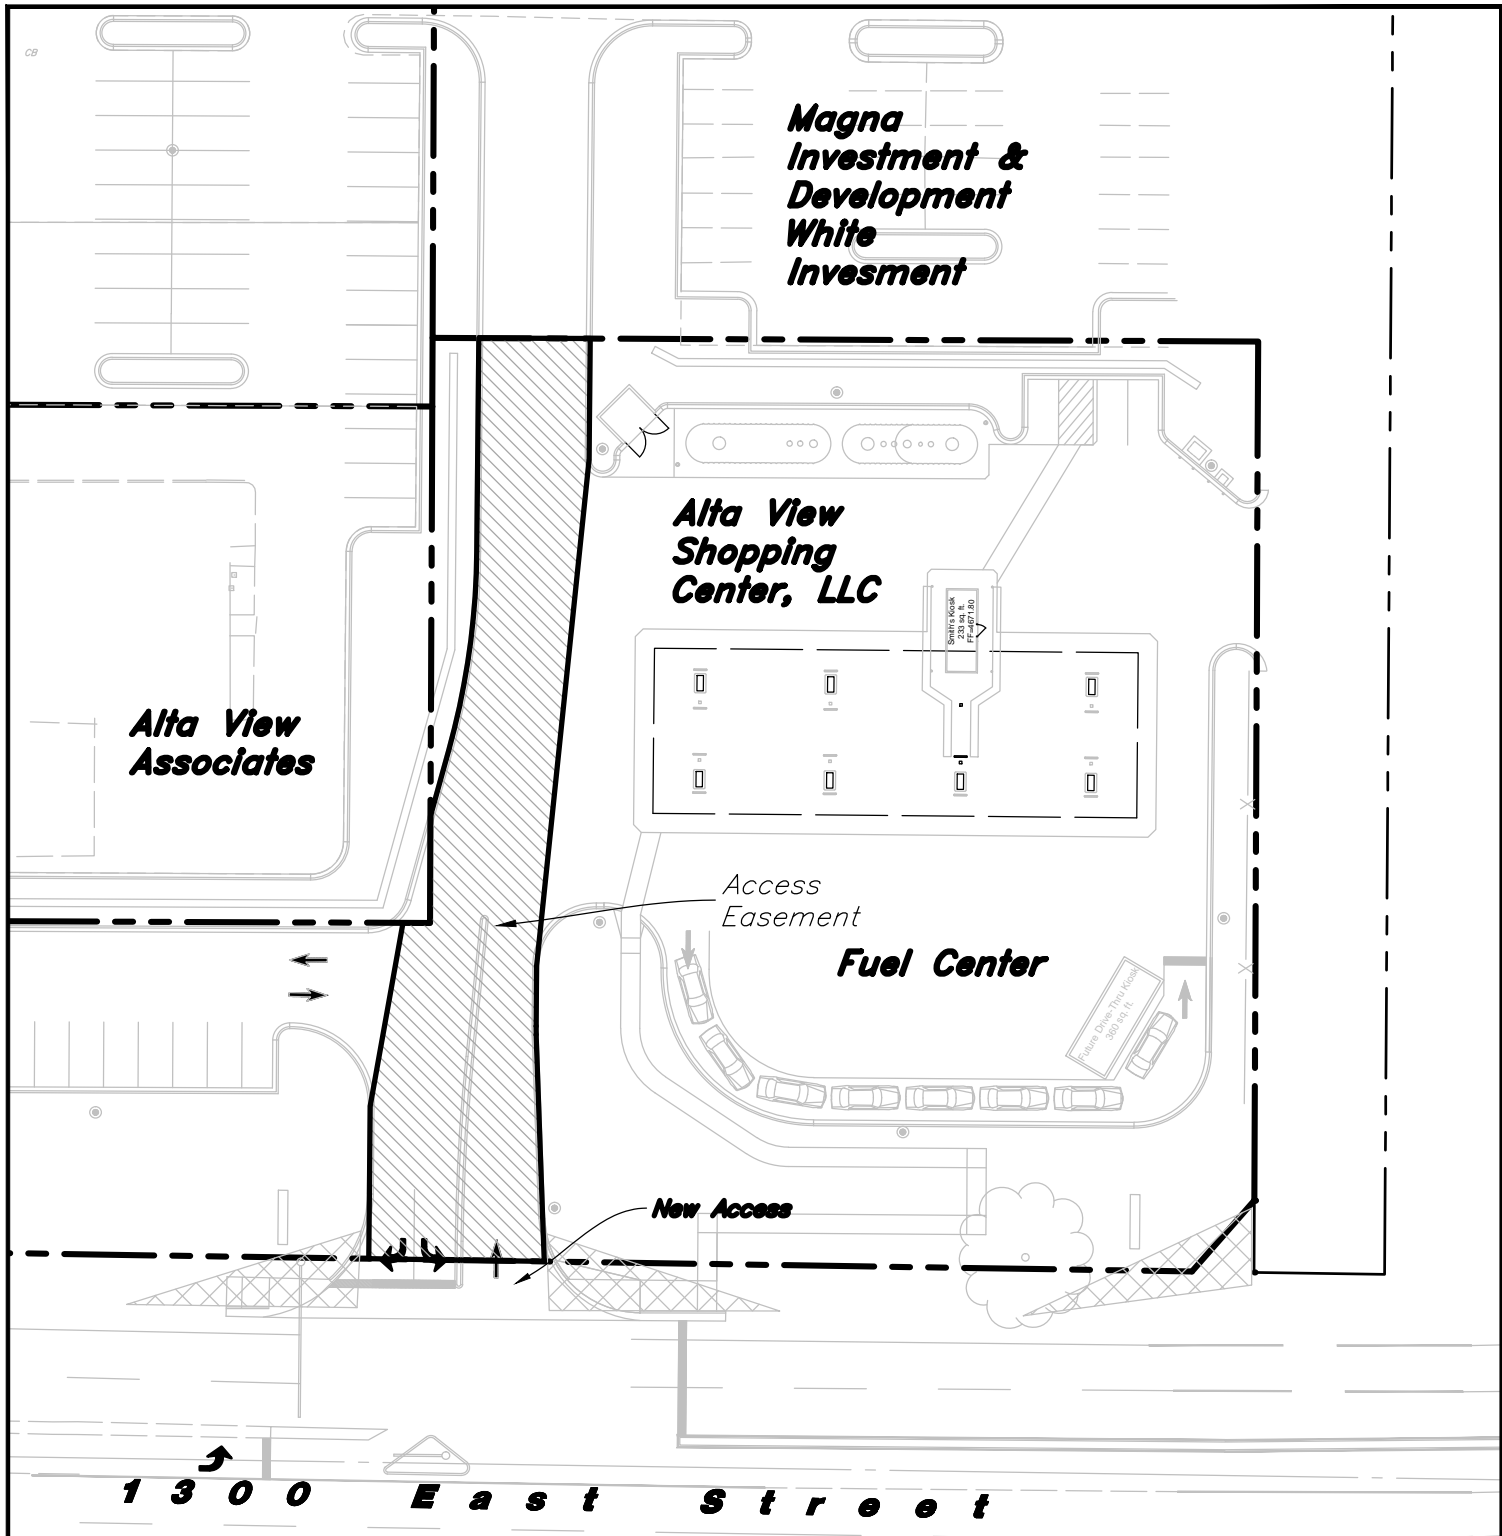 CB
Magna
Investment &
Development
White
Invesment
Alta View
Shopping
Center, LLC
Smith's Kiosk
233 sq. ft.
FF=4671.80
Alta View
Associates
Access
Easement
Fuel Center
Future Drive-Thru Kiosk
360 sq. ft.
New Access
1300 East Street